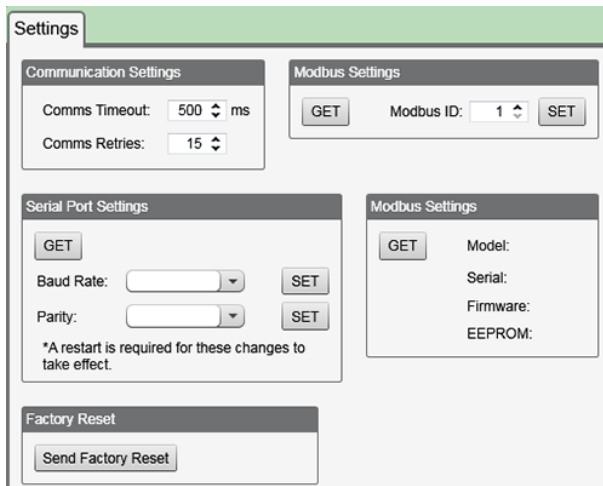 Settings
Communication Settings
Comms Timeout: 500 ms
Comms Retries: 15
Modbus Settings
GET Modbus ID: 1 SET
Serial Port Settings
GET
Baud Rate: SET
Parity: SET
*A restart is required for these changes to
take effect.
Modbus Settings
GET Model:
Serial:
Firmware:
EEPROM:
Factory Reset
Send Factory Reset